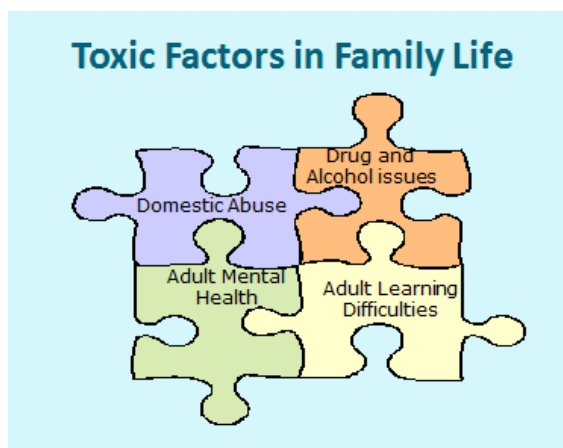 Toxic Factors in Family Life
Drug and
Alcohol issues
Domestic Abuse
Adult Mental
Health
Adult Learning
Difficulties